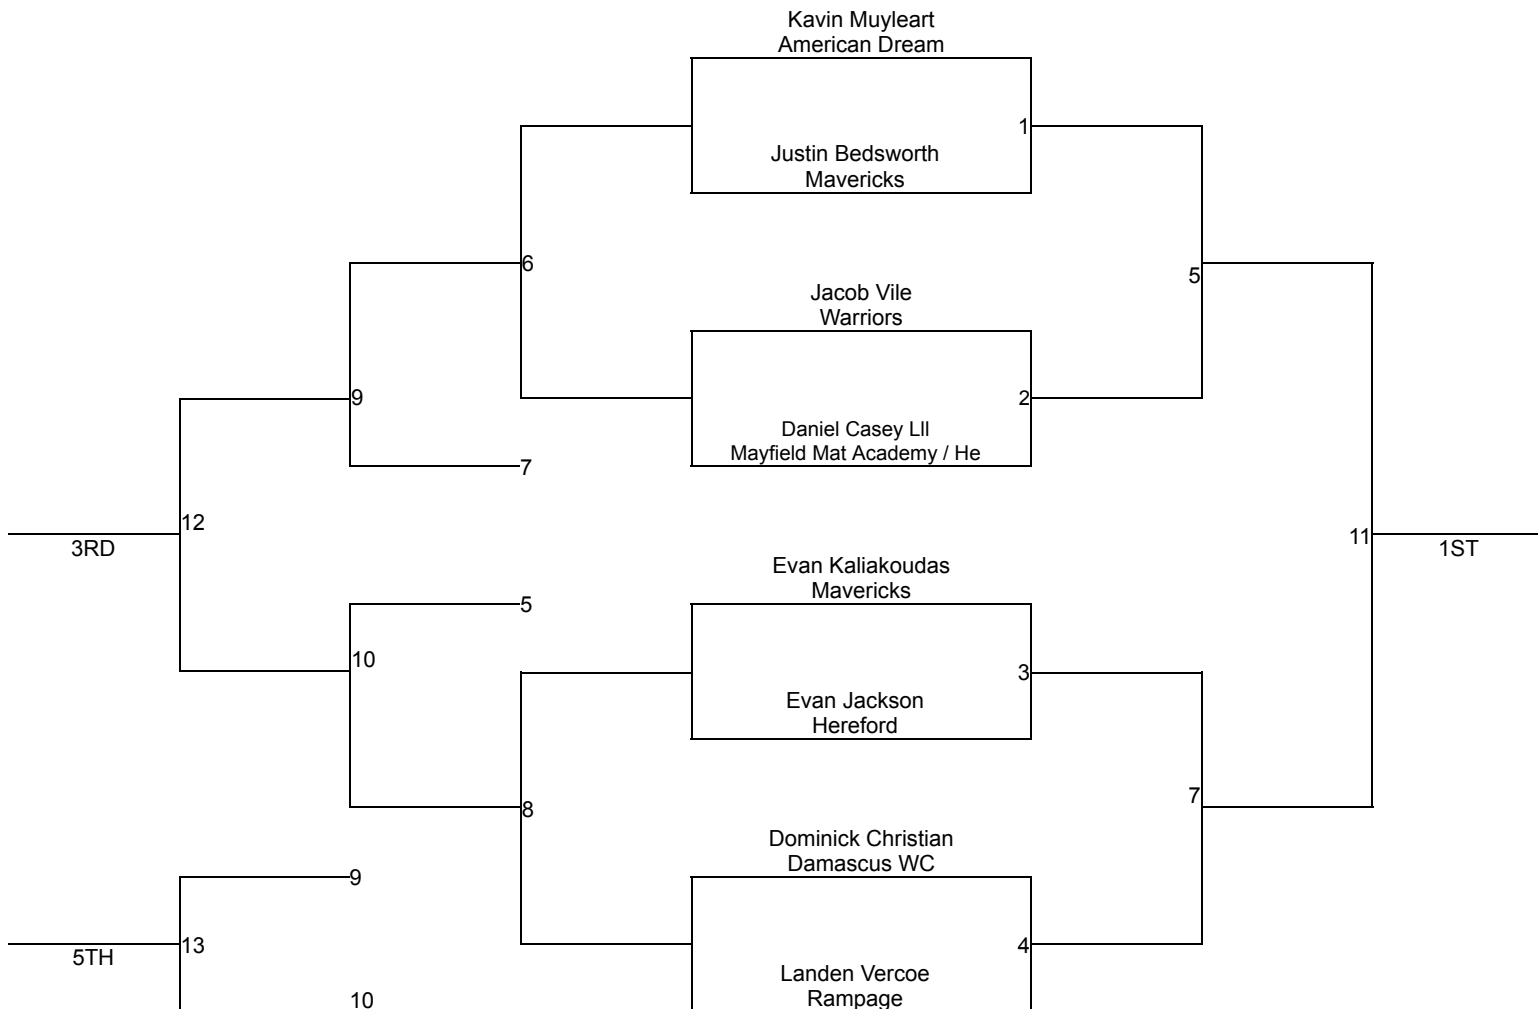 Kavin Muyleart
American Dream
1
Justin Bedsworth
Mavericks
6
5
Jacob Vile
Warriors
9
2
Daniel Casey Lll
Mayfield Mat Academy / He
7
12
3RD
11
1ST
Evan Kaliakoudas
Mavericks
5
10
3
Evan Jackson
Hereford
7
8
Dominick Christian
Damascus WC
9
13
5TH
4
Landen Vercoe
Rampage
10